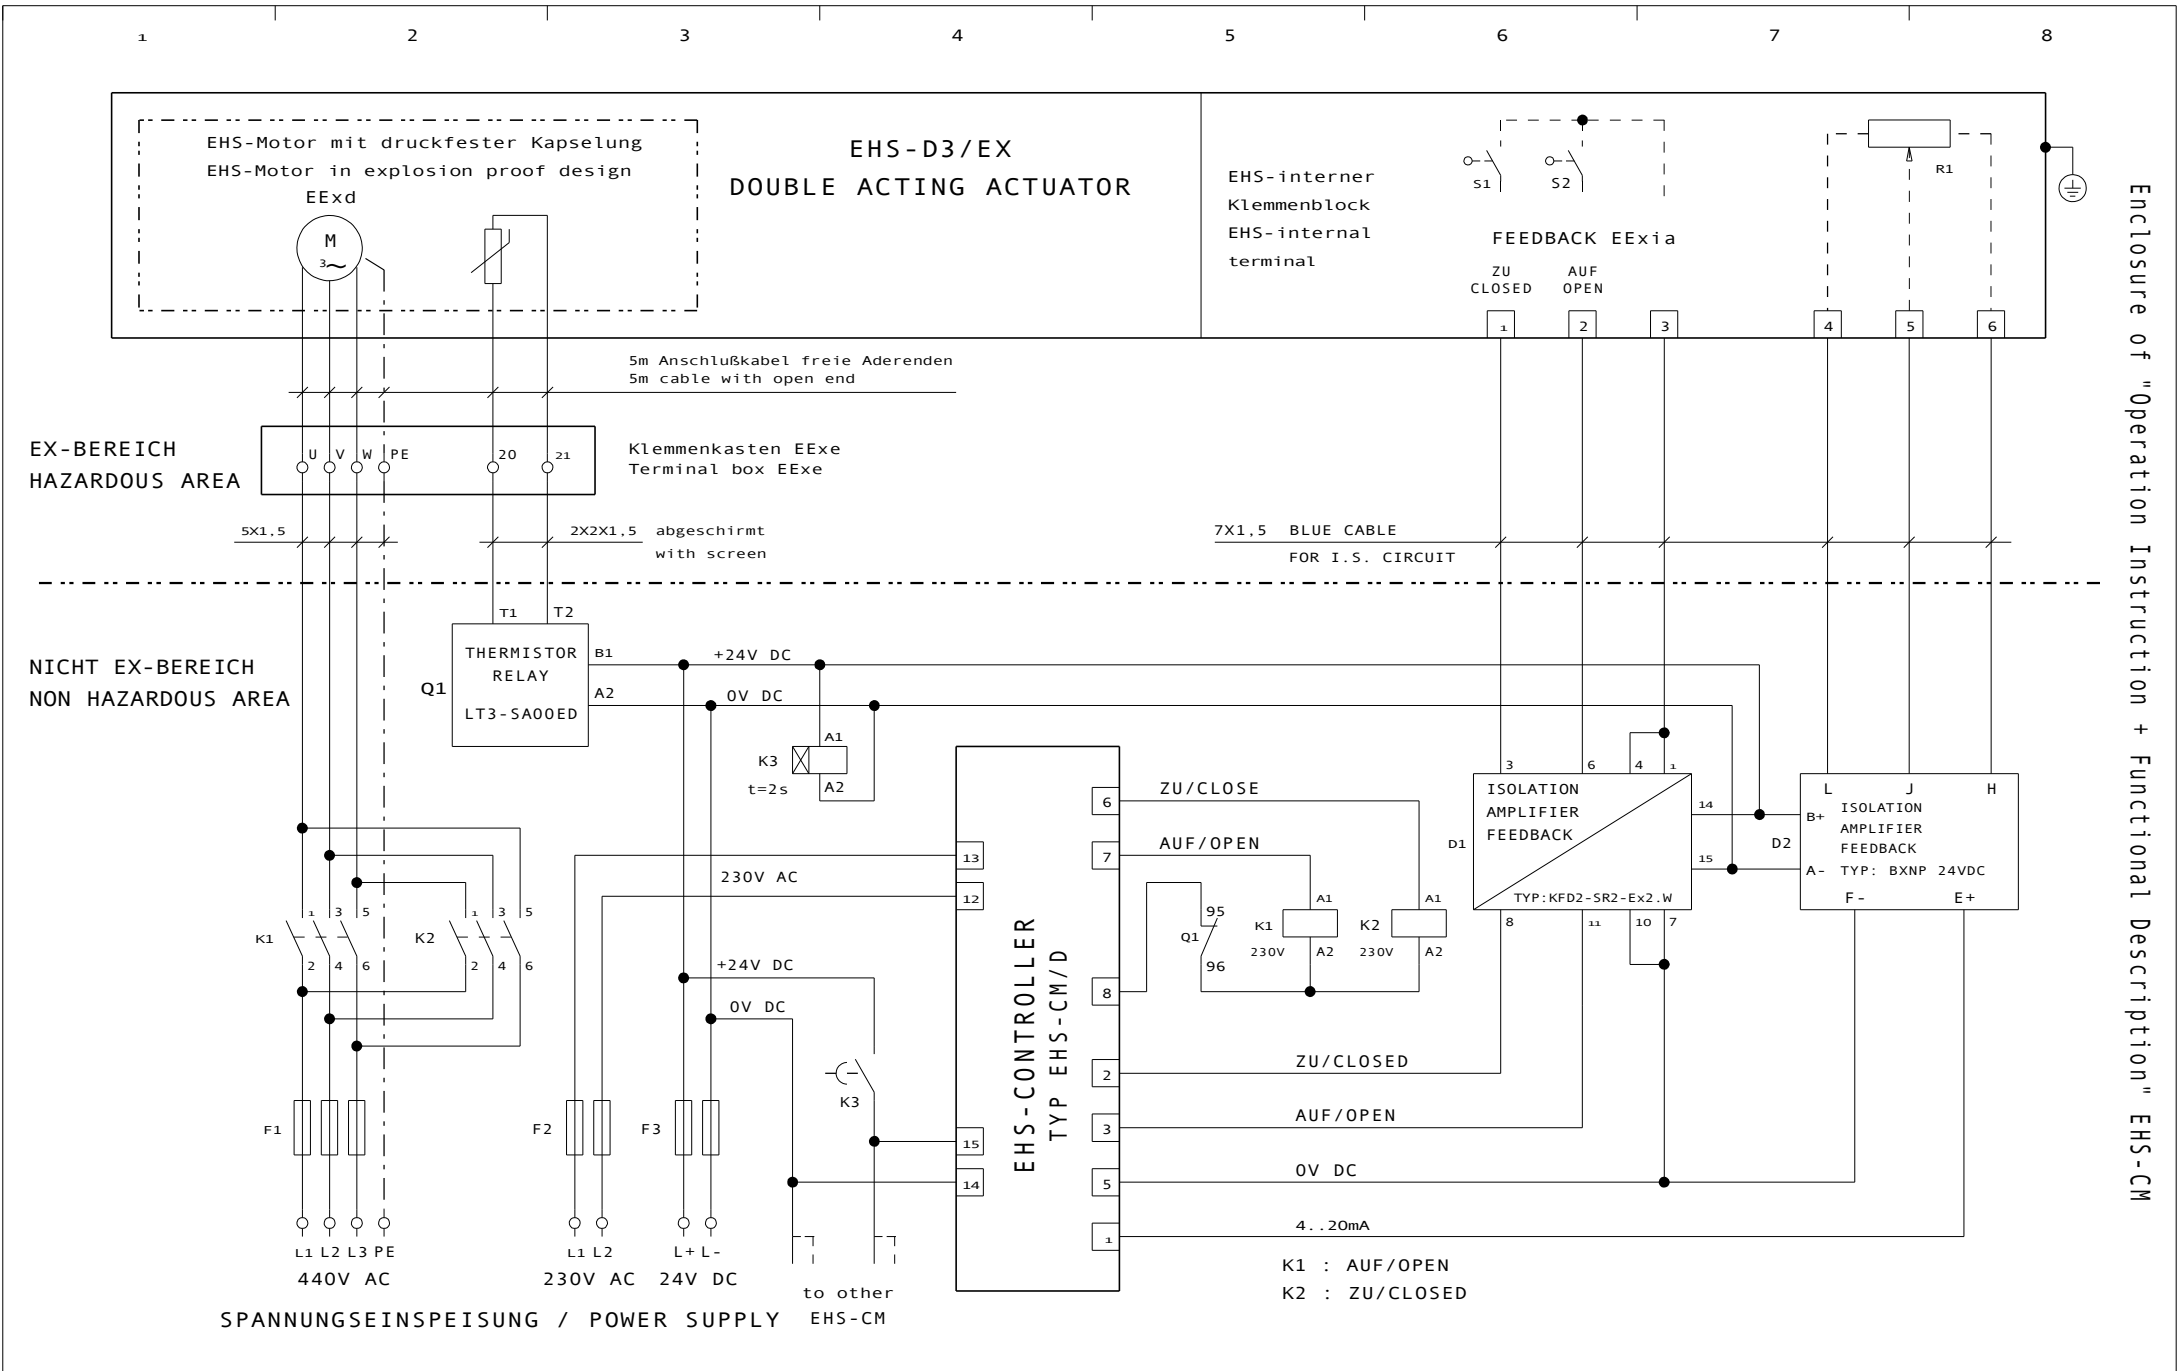 1 2 3 4 5 6 7 8
EHS-Motor mit druckfester Kapselung
EHS-Motor in explosion proof design
EExd
M
3~
EHS-D3/EX
DOUBLE ACTING ACTUATOR
EHS-interner
Klemmenblock
EHS-internal
terminal
S1 S2
R1
FEEDBACK EExia
ZU AUF
CLOSED OPEN
1 2 3 4 5 6
5m Anschlußkabel freie Aderenden
5m cable with open end
EX-BEREICH
HAZARDOUS AREA
U V W PE 20 21
Klemmenkasten EExe
Terminal box EExe
5X1,5
2X2X1,5 abgeschirmt
with screen
7X1,5 BLUE CABLE
FOR I.S. CIRCUIT
NICHT EX-BEREICH
NON HAZARDOUS AREA
T1 T2
Q1
THERMISTOR
RELAY
LT3-SA00ED
B1
A2
+24V DC
0V DC
K3
t=2s
A1
A2
K1
1 3 5
2 4 6
K2
1 3 5
2 4 6
230V AC
+24V DC
0V DC
K3
F1
F2
F3
L1 L2 L3 PE
440V AC
L1 L2
230V AC
L+ L-
24V DC
to other
EHS-CM
SPANNUNGSEINSPEISUNG / POWER SUPPLY
EHS-CONTROLLER
TYP EHS-CM/D
13
12
15
14
6
7
8
2
3
5
1
ZU/CLOSE
AUF/OPEN
Q1
95
96
K1
230V
A1
A2
K2
230V
A1
A2
ZU/CLOSED
AUF/OPEN
0V DC
4..20mA
K1 : AUF/OPEN
K2 : ZU/CLOSED
3 6 4 1
D1
ISOLATION
AMPLIFIER
FEEDBACK
TYP:KFD2-SR2-Ex2.W
14
15
8 11 10 7
D2
L J H
B+
A-
ISOLATION
AMPLIFIER
FEEDBACK
TYP: BXNP 24VDC
F- E+
Enclosure of "Operation Instruction + Functional Description" EHS-CM